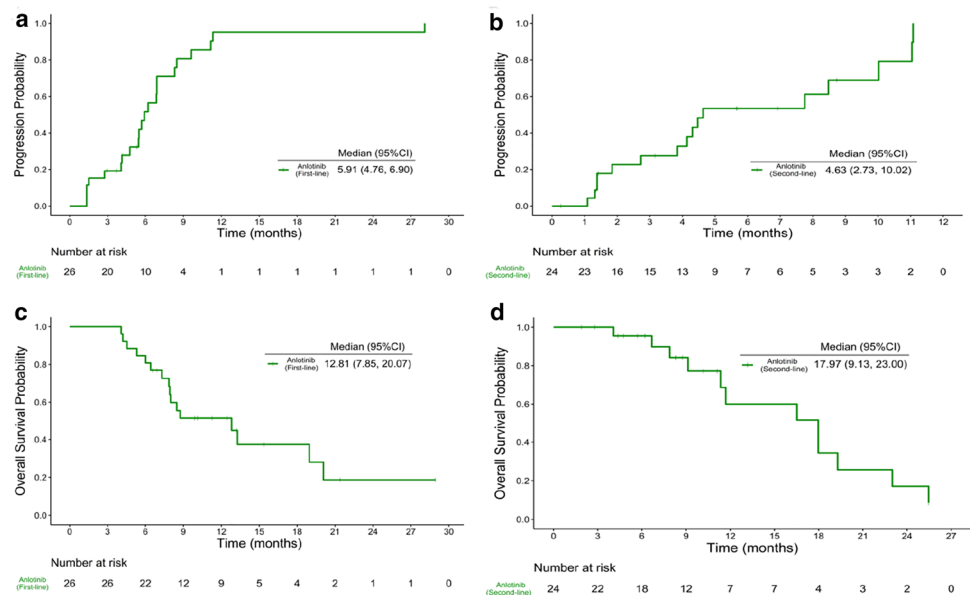 a
Progression Probability
1.0
0.8
0.6
0.4
0.2
0.0
Median (95%CI)
Anlotinib
(First-line)
5.91 (4.76, 6.90)
0 3 6 9 12 15 18 21 24 27 30
Time (months)
Number at risk
Anlotinib
(First-line)
26 20 10 4 1 1 1 1 1 1 0
b
Progression Probability
1.0
0.8
0.6
0.4
0.2
0.0
Median (95%CI)
Anlotinib
(Second-line)
4.63 (2.73, 10.02)
0 1 2 3 4 5 6 7 8 9 10 11 12
Time (months)
Number at risk
Anlotinib
(Second-line)
24 23 16 15 13 9 7 6 5 3 3 2 0
c
Overall Survival Probability
1.0
0.8
0.6
0.4
0.2
0.0
Median (95%CI)
Anlotinib
(First-line)
12.81 (7.85, 20.07)
0 3 6 9 12 15 18 21 24 27 30
Time (months)
Number at risk
Anlotinib
(First-line)
26 26 22 12 9 5 4 2 1 1 0
d
Overall Survival Probability
1.0
0.8
0.6
0.4
0.2
0.0
Median (95%CI)
Anlotinib
(Second-line)
17.97 (9.13, 23.00)
0 3 6 9 12 15 18 21 24 27
Time (months)
Number at risk
Anlotinib
(Second-line)
24 22 18 12 7 7 4 3 2 0